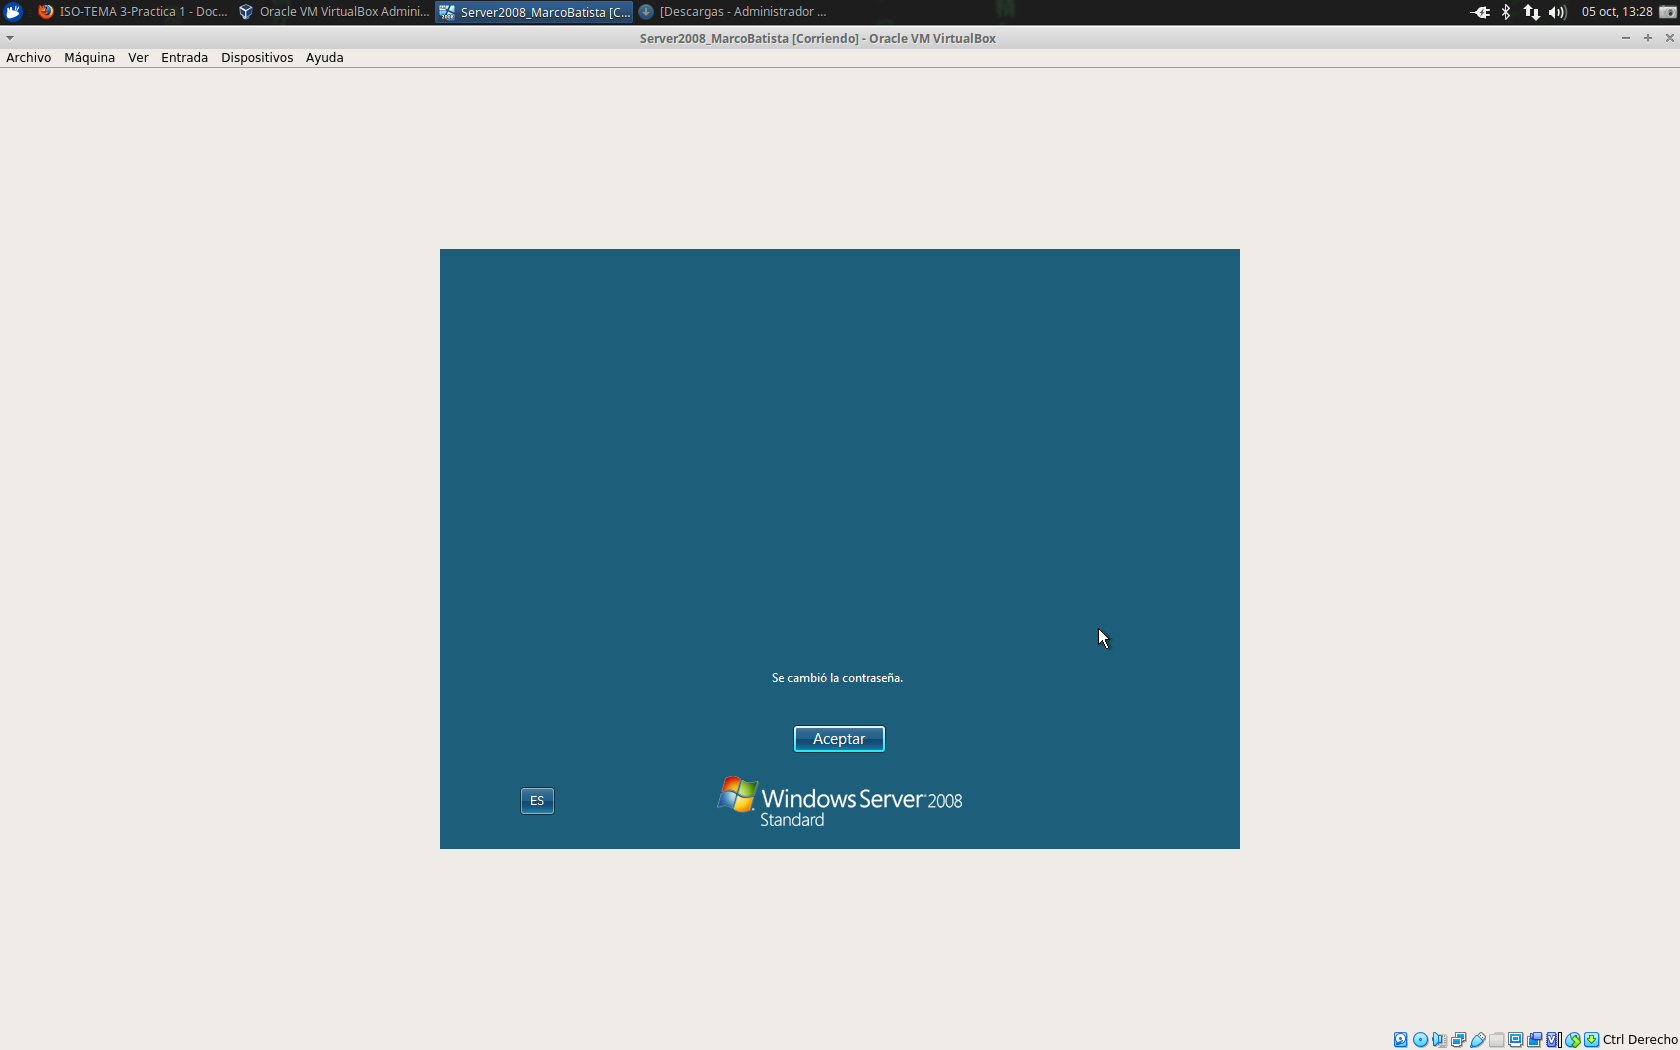 ISO-TEMA 3-Practica 1 - Doc...
Oracle VM VirtualBox Admini...
Server2008_MarcoBatista [C...
[Descargas - Administrador ...
05 oct, 13:28
Server2008_MarcoBatista [Corriendo] - Oracle VM VirtualBox
Archivo Máquina Ver Entrada Dispositivos Ayuda
Se cambió la contraseña.
Aceptar
ES
Windows Server 2008
Standard
Ctrl Derecho